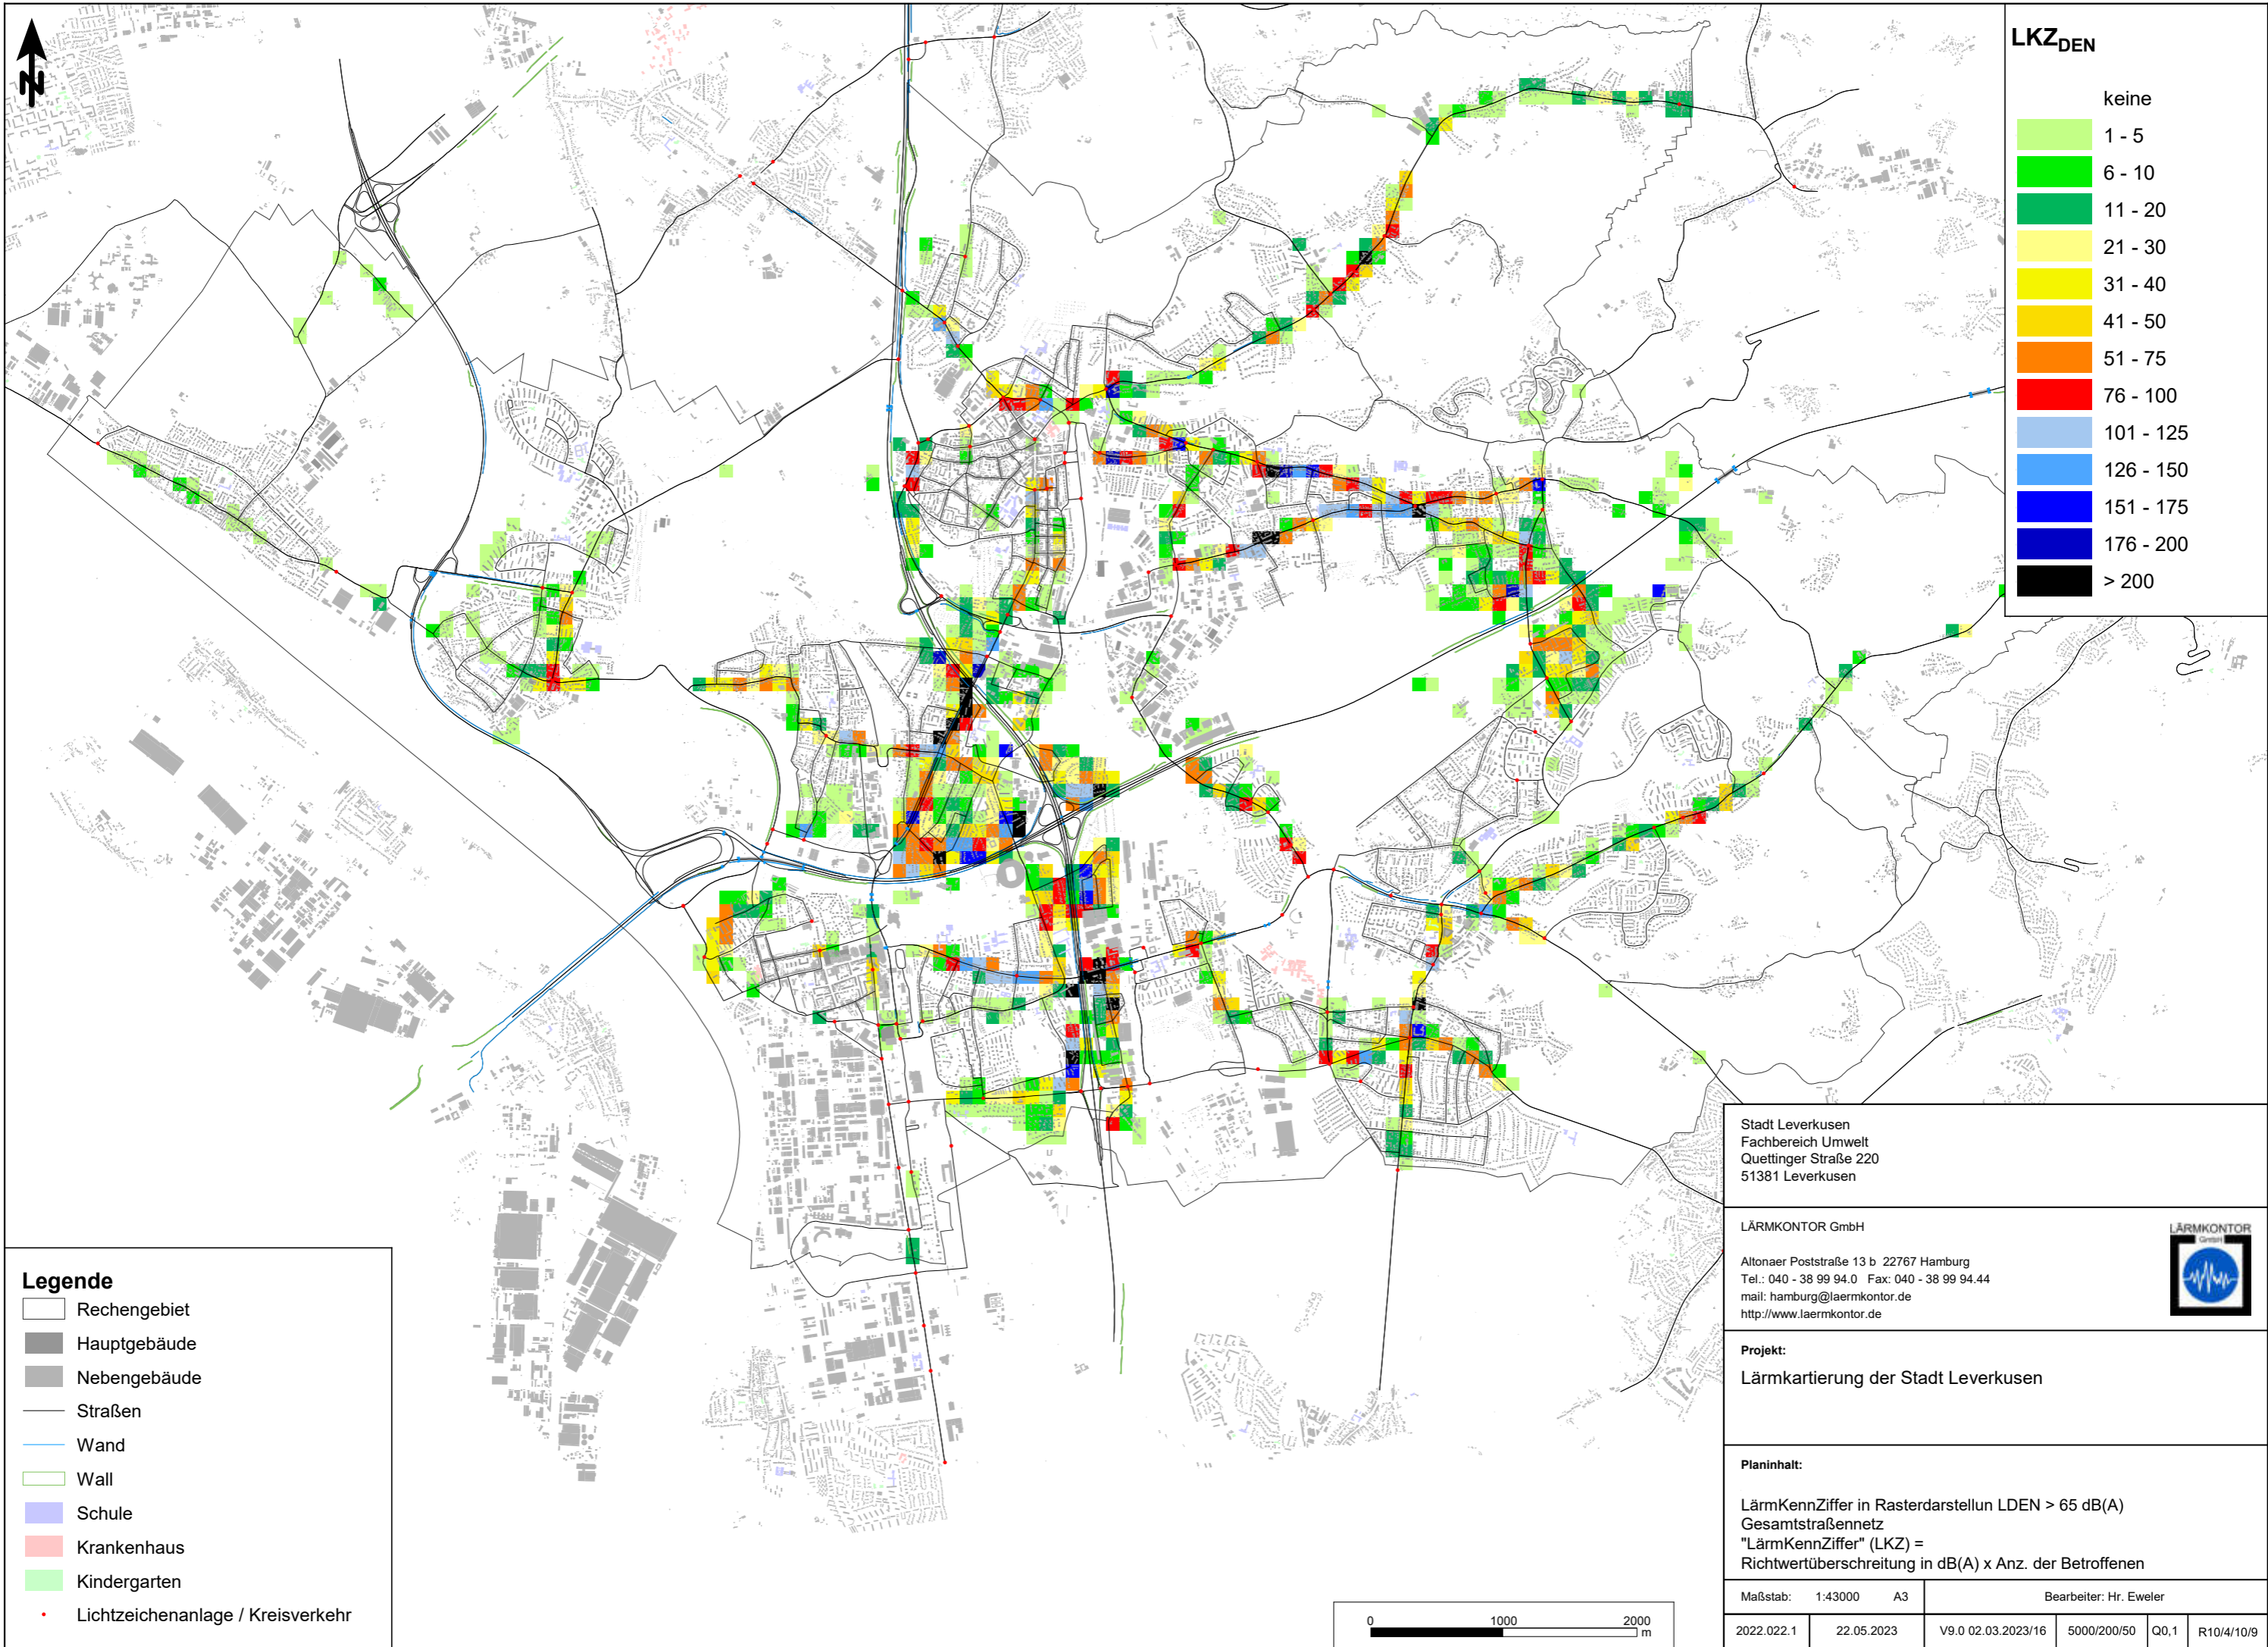 N
LKZDEN
keine
1 - 5
6 - 10
11 - 20
21 - 30
31 - 40
41 - 50
51 - 75
76 - 100
101 - 125
126 - 150
151 - 175
176 - 200
> 200
Legende
Rechengebiet
Hauptgebäude
Nebengebäude
Straßen
Wand
Wall
Schule
Krankenhaus
Kindergarten
Lichtzeichenanlage / Kreisverkehr
0 1000 2000
m
Stadt Leverkusen
Fachbereich Umwelt
Quettinger Straße 220
51381 Leverkusen
LÄRMKONTOR GmbH
Altonaer Poststraße 13 b 22767 Hamburg
Tel.: 040 - 38 99 94.0 Fax: 040 - 38 99 94.44
mail: hamburg@laermkontor.de
http://www.laermkontor.de
LÄRMKONTOR
GmbH
Projekt:
Lärmkartierung der Stadt Leverkusen
Planinhalt:
LärmKennZiffer in Rasterdarstellun LDEN > 65 dB(A)
Gesamtstraßennetz
"LärmKennZiffer" (LKZ) =
Richtwertüberschreitung in dB(A) x Anz. der Betroffenen
Maßstab: 1:43000 A3 Bearbeiter: Hr. Eweler
2022.022.1 22.05.2023 V9.0 02.03.2023/16 5000/200/50 Q0,1 R10/4/10/9